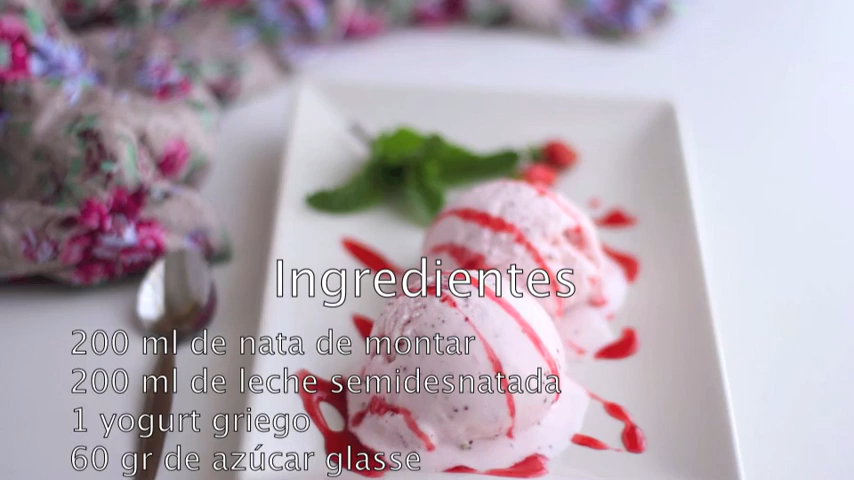 Ingredientes
200 ml de nata de montar
200 ml de leche semidesnatada
1 yogurt griego
60 gr de azúcar glasse